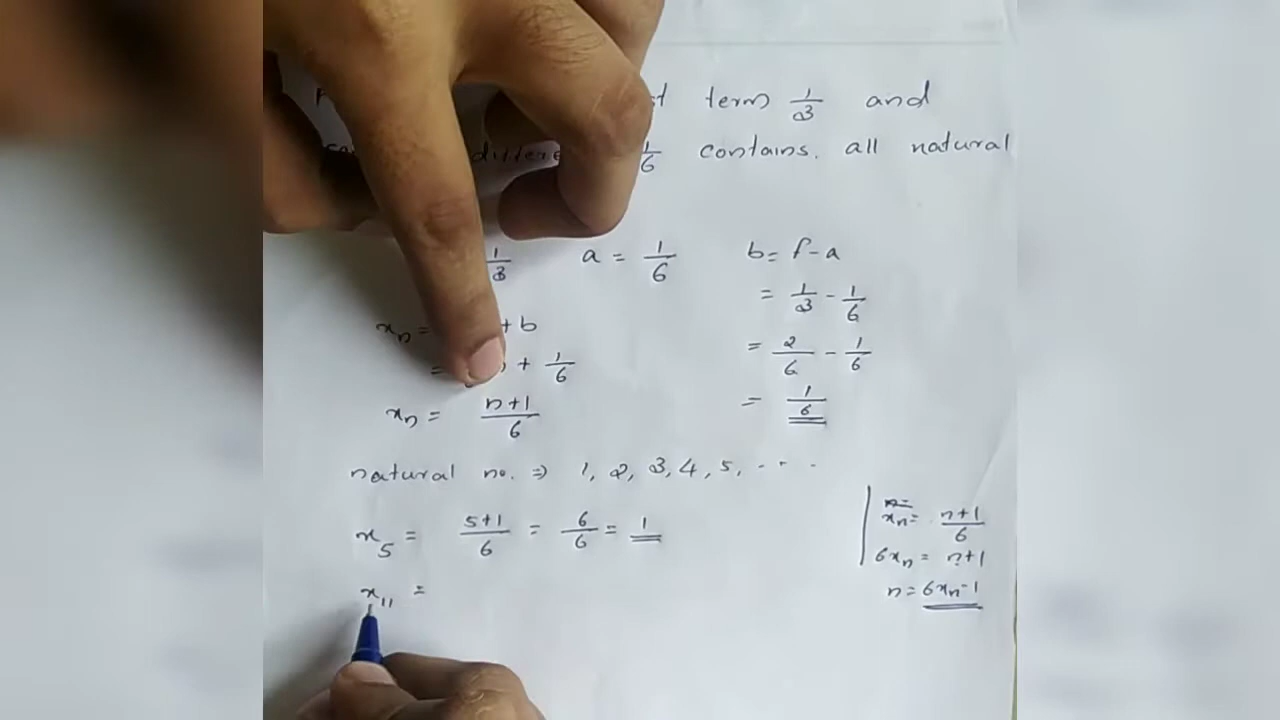 term 1/3 and
1/6 contains. all natural
1/3 a = 1/6 b = f - a
= 1/3 - 1/6
xn = + b
= 2/6 - 1/6
= + 1/6
xn = n+1/6
= 1/6
natural no. ⇒ 1, 2, 3, 4, 5, ....
x5 = 5+1/6 = 6/6 = 1
xn = n+1/6
6xn = n+1
n = 6xn-1
x11 =